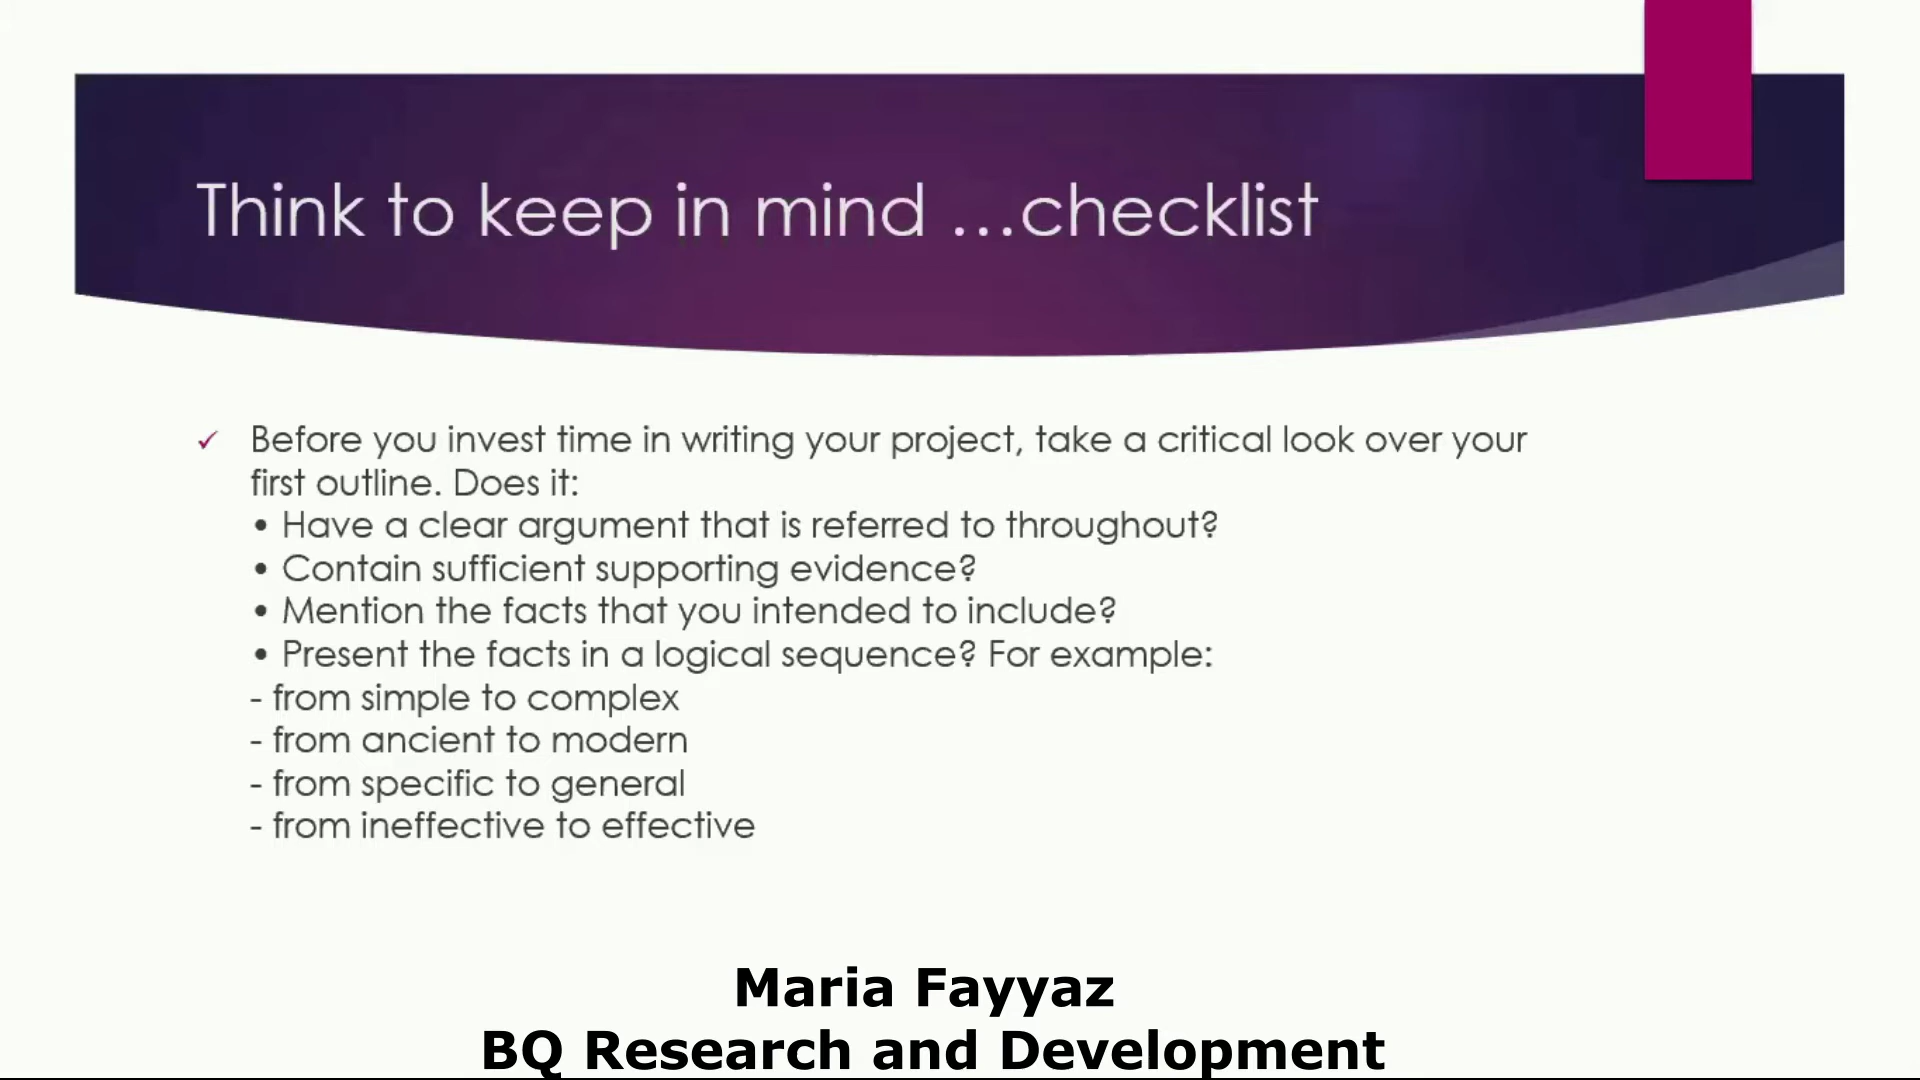 Think to keep in mind ...checklist
✓ Before you invest time in writing your project, take a critical look over your
first outline. Does it:
• Have a clear argument that is referred to throughout?
• Contain sufficient supporting evidence?
• Mention the facts that you intended to include?
• Present the facts in a logical sequence? For example:
- from simple to complex
- from ancient to modern
- from specific to general
- from ineffective to effective
Maria Fayyaz
BQ Research and Development